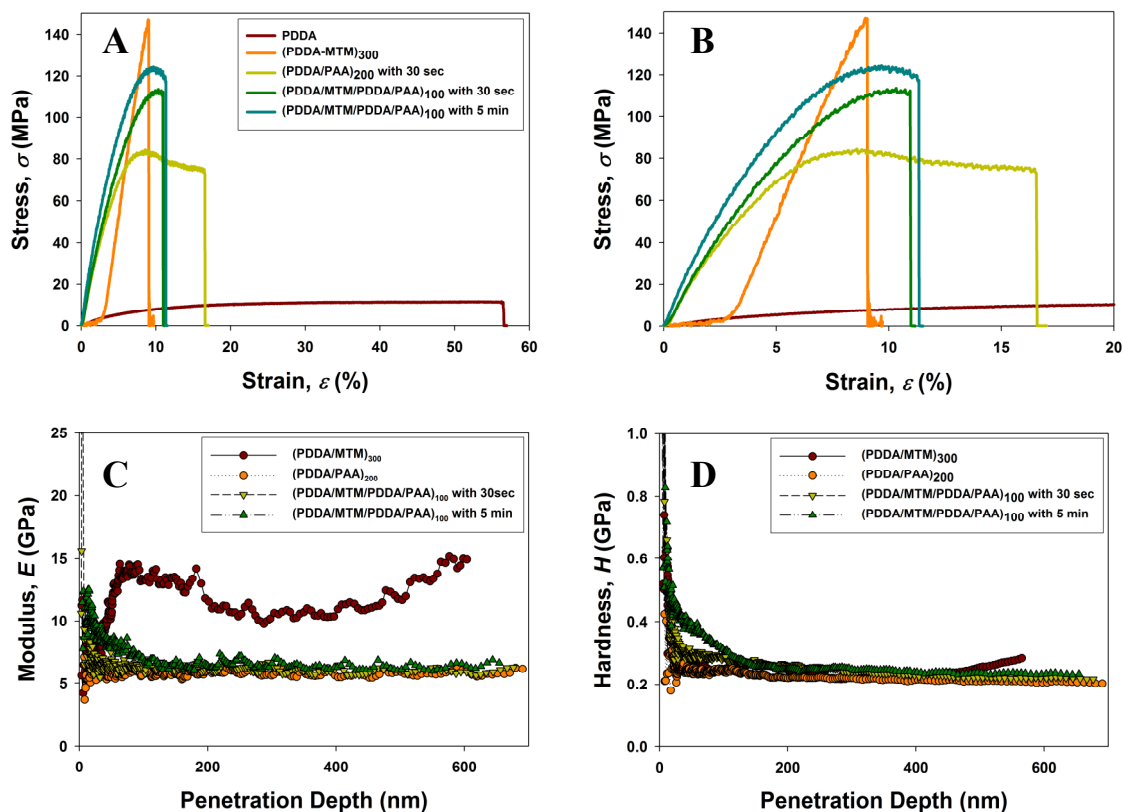 A
PDDA
(PDDA-MTM)300
(PDDA/PAA)200 with 30 sec
(PDDA/MTM/PDDA/PAA)100 with 30 sec
(PDDA/MTM/PDDA/PAA)100 with 5 min
Stress, σ (MPa)
140
120
100
80
60
40
20
0
0 10 20 30 40 50 60
Strain, ε (%)
B
Stress, σ (MPa)
140
120
100
80
60
40
20
0
0 5 10 15 20
Strain, ε (%)
C
(PDDA/MTM)300
(PDDA/PAA)200
(PDDA/MTM/PDDA/PAA)100 with 30sec
(PDDA/MTM/PDDA/PAA)100 with 5 min
Modulus, E (GPa)
25
20
15
10
5
0
0 200 400 600
Penetration Depth (nm)
D
(PDDA/MTM)300
(PDDA/PAA)200
(PDDA/MTM/PDDA/PAA)100 with 30 sec
(PDDA/MTM/PDDA/PAA)100 with 5 min
Hardness, H (GPa)
1.0
0.8
0.6
0.4
0.2
0.0
0 200 400 600
Penetration Depth (nm)